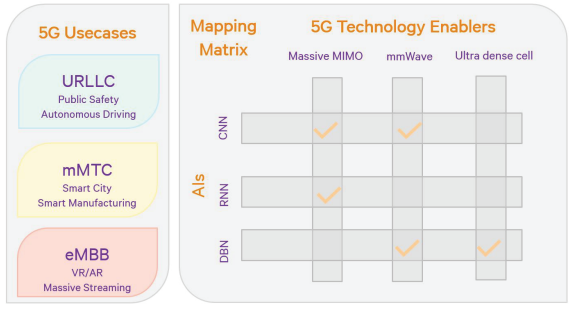 5G Usecases
URLLC
Public Safety
Autonomous Driving
mMTC
Smart City
Smart Manufacturing
eMBB
VR/AR
Massive Streaming
Mapping
Matrix
5G Technology Enablers
Massive MIMO
mmWave
Ultra dense cell
AIs
CNN
RNN
DBN